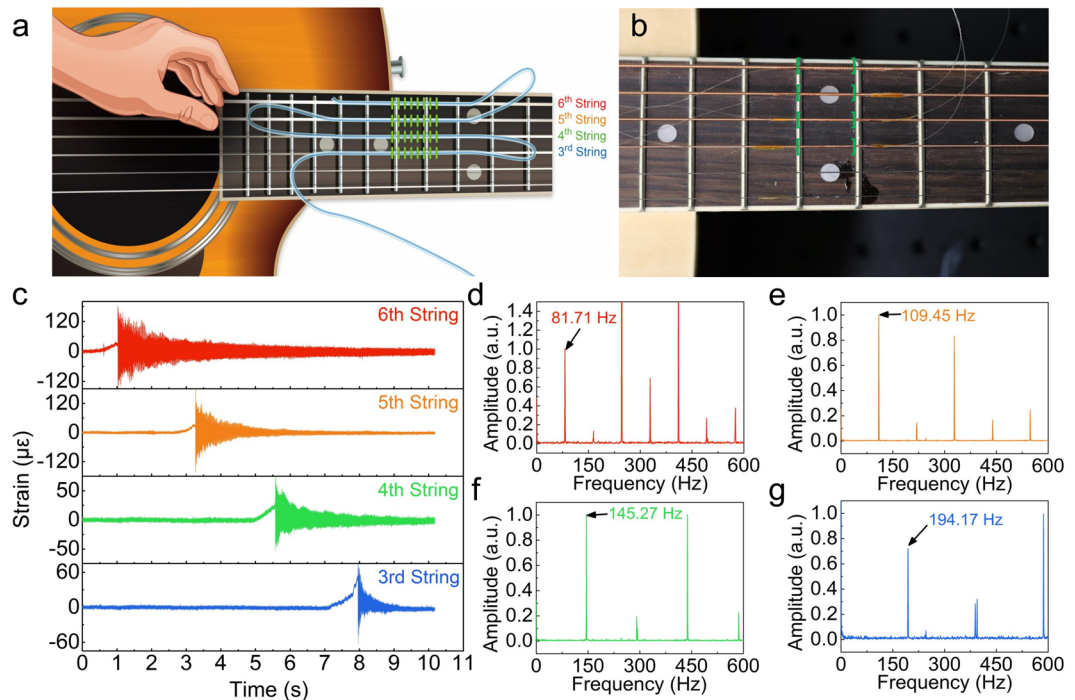 a
6th String
5th String
4th String
3rd String
b
c
6th String
5th String
4th String
3rd String
120
0
-120
120
0
-120
50
0
-50
60
0
-60
Strain (με)
0 1 2 3 4 5 6 7 8 9 10 11
Time (s)
d
81.71 Hz
1.4
1.2
1.0
0.8
0.6
0.4
0.2
0.0
Amplitude (a.u.)
0 150 300 450 600
Frequency (Hz)
e
109.45 Hz
1.0
0.8
0.6
0.4
0.2
0.0
Amplitude (a.u.)
0 150 300 450 600
Frequency (Hz)
f
145.27 Hz
1.0
0.8
0.6
0.4
0.2
0.0
Amplitude (a.u.)
0 150 300 450 600
Frequency (Hz)
g
194.17 Hz
1.0
0.8
0.6
0.4
0.2
0.0
Amplitude (a.u.)
0 150 300 450 600
Frequency (Hz)